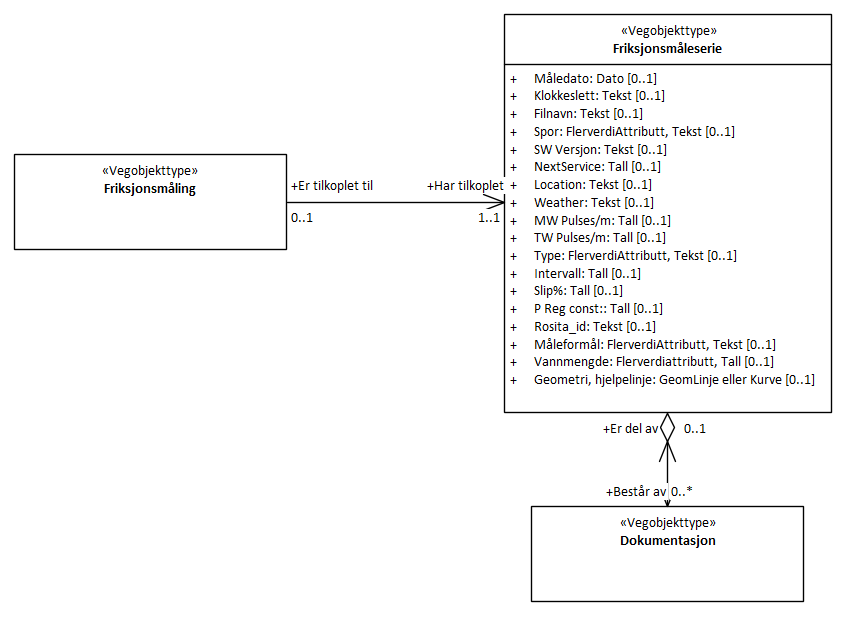 «Vegobjekttype»
Friksjonsmåleserie
+ Måledato: Dato [0..1]
+ Klokkeslett: Tekst [0..1]
+ Filnavn: Tekst [0..1]
+ Spor: FlerverdiAttributt, Tekst [0..1]
+ SW Versjon: Tekst [0..1]
+ NextService: Tall [0..1]
+ Location: Tekst [0..1]
+ Weather: Tekst [0..1]
+ MW Pulses/m: Tall [0..1]
+ TW Pulses/m: Tall [0..1]
+ Type: FlerverdiAttributt, Tekst [0..1]
+ Intervall: Tall [0..1]
+ Slip%: Tall [0..1]
+ P Reg const:: Tall [0..1]
+ Rosita_id: Tekst [0..1]
+ Måleformål: FlerverdiAttributt, Tekst [0..1]
+ Vannmengde: Flerverdiattributt, Tall [0..1]
+ Geometri, hjelpelinje: GeomLinje eller Kurve [0..1]
«Vegobjekttype»
Friksjonsmåling
+Er tilkoplet til
+Har tilkoplet
0..1
1..1
+Er del av
0..1
+Består av
0..*
«Vegobjekttype»
Dokumentasjon